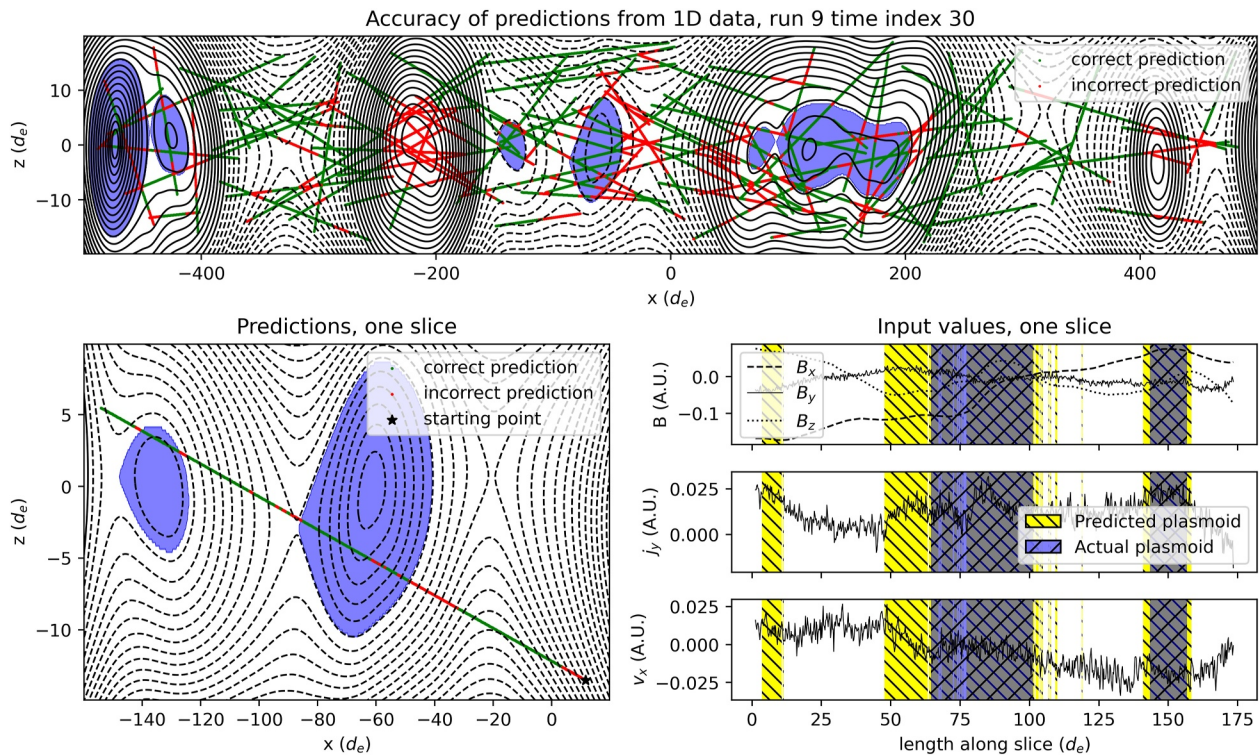 Accuracy of predictions from 1D data, run 9 time index 30
correct prediction
incorrect prediction
z (d_e)
10
0
−10
−400
−200
0
200
400
x (d_e)
Predictions, one slice
correct prediction
incorrect prediction
starting point
z (d_e)
5
0
−5
−10
−140
−120
−100
−80
−60
−40
−20
0
x (d_e)
Input values, one slice
B (A.U.)
0.0
−0.1
B_x
B_y
B_z
j_y (A.U.)
0.025
0.000
Predicted plasmoid
Actual plasmoid
v_x (A.U.)
0.025
0.000
−0.025
0
25
50
75
100
125
150
175
length along slice (d_e)